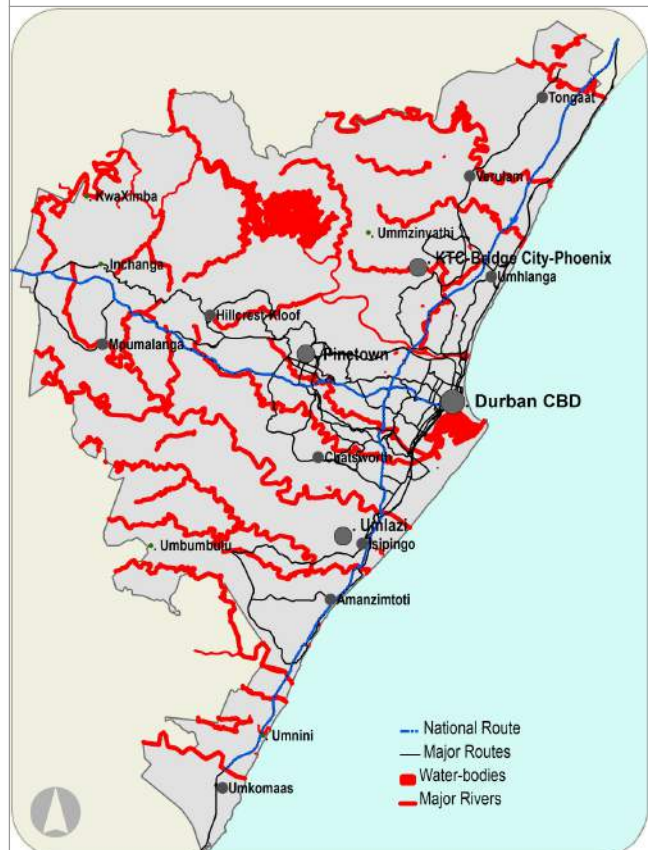 Tongaat
Verulam
KwaXimba
Ummzinyathi
KTC-Bridge City-Phoenix
Inchanga
Umhlanga
Hillcrest-Kloof
Mpumalanga
Pinetown
Durban CBD
Chatsworth
Umlazi
Isipingo
Umbumbulu
Amanzimtoti
National Route
Umnini
Major Routes
Water-bodies
Umkomaas
Major Rivers